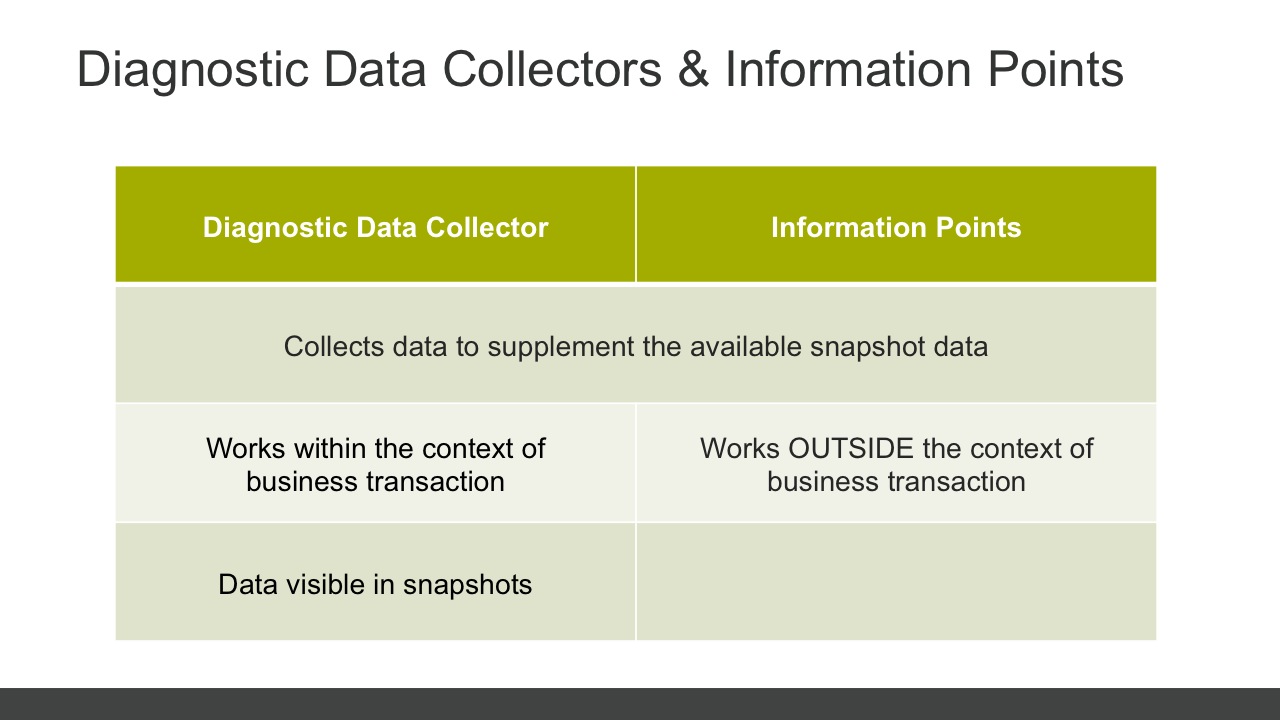 Diagnostic Data Collectors & Information Points
Diagnostic Data Collector
Information Points
Collects data to supplement the available snapshot data
Works within the context of
business transaction
Works OUTSIDE the context of
business transaction
Data visible in snapshots